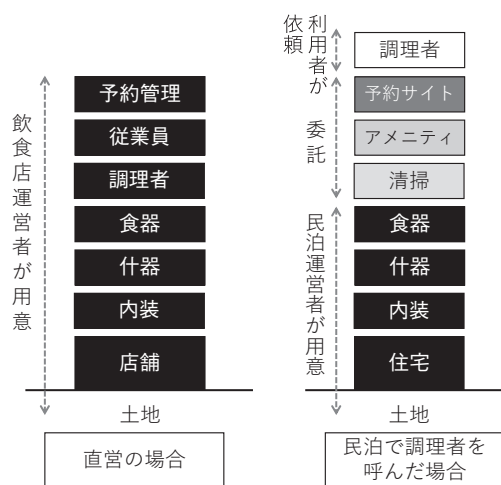 飲食店運営者が用意
予約管理
従業員
調理者
食器
什器
内装
店舗
土地
直営の場合
利用者が
依頼
委託
民泊運営者が用意
調理者
予約サイト
アメニティ
清掃
食器
什器
内装
住宅
土地
民泊で調理者を
呼んだ場合